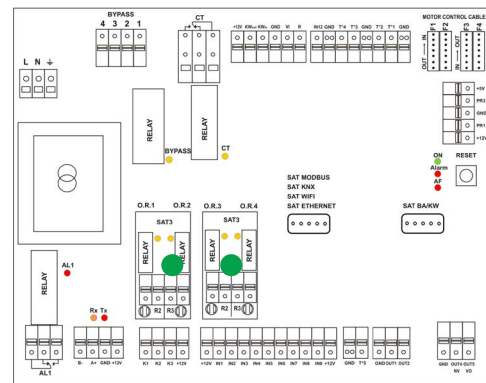 BYPASS
4 3 2 1
CT
+12V KWout KWin GND VI R
IN12 GND T°4 T°3 GND T°2 T°1 GND
MOTOR CONTROL CABLE
F1 F2 F3 F4
OUT → IN
IN → OUT
L N
+5V
PR3
GND
PR1
+12V
RELAY
BYPASS
RELAY
CT
ON
Alarm
AF
RESET
SAT MODBUS
SAT KNX
SAT WIFI
SAT ETHERNET
SAT BA/KW
O.R.1 O.R.2
SAT3
RELAY RELAY
R2 R3
O.R.3 O.R.4
SAT3
RELAY RELAY
R2 R3
RELAY
AL1
Rx Tx
AL1
B- A+ GND +12V
K1 K2 K3 +12V
+12V IN1 IN2 IN3 IN4 IN5 IN6 IN7 IN8 IN9 +12V
GND T°5
GND OUT1 OUT2
GND OUT4 OUT5
NV VO